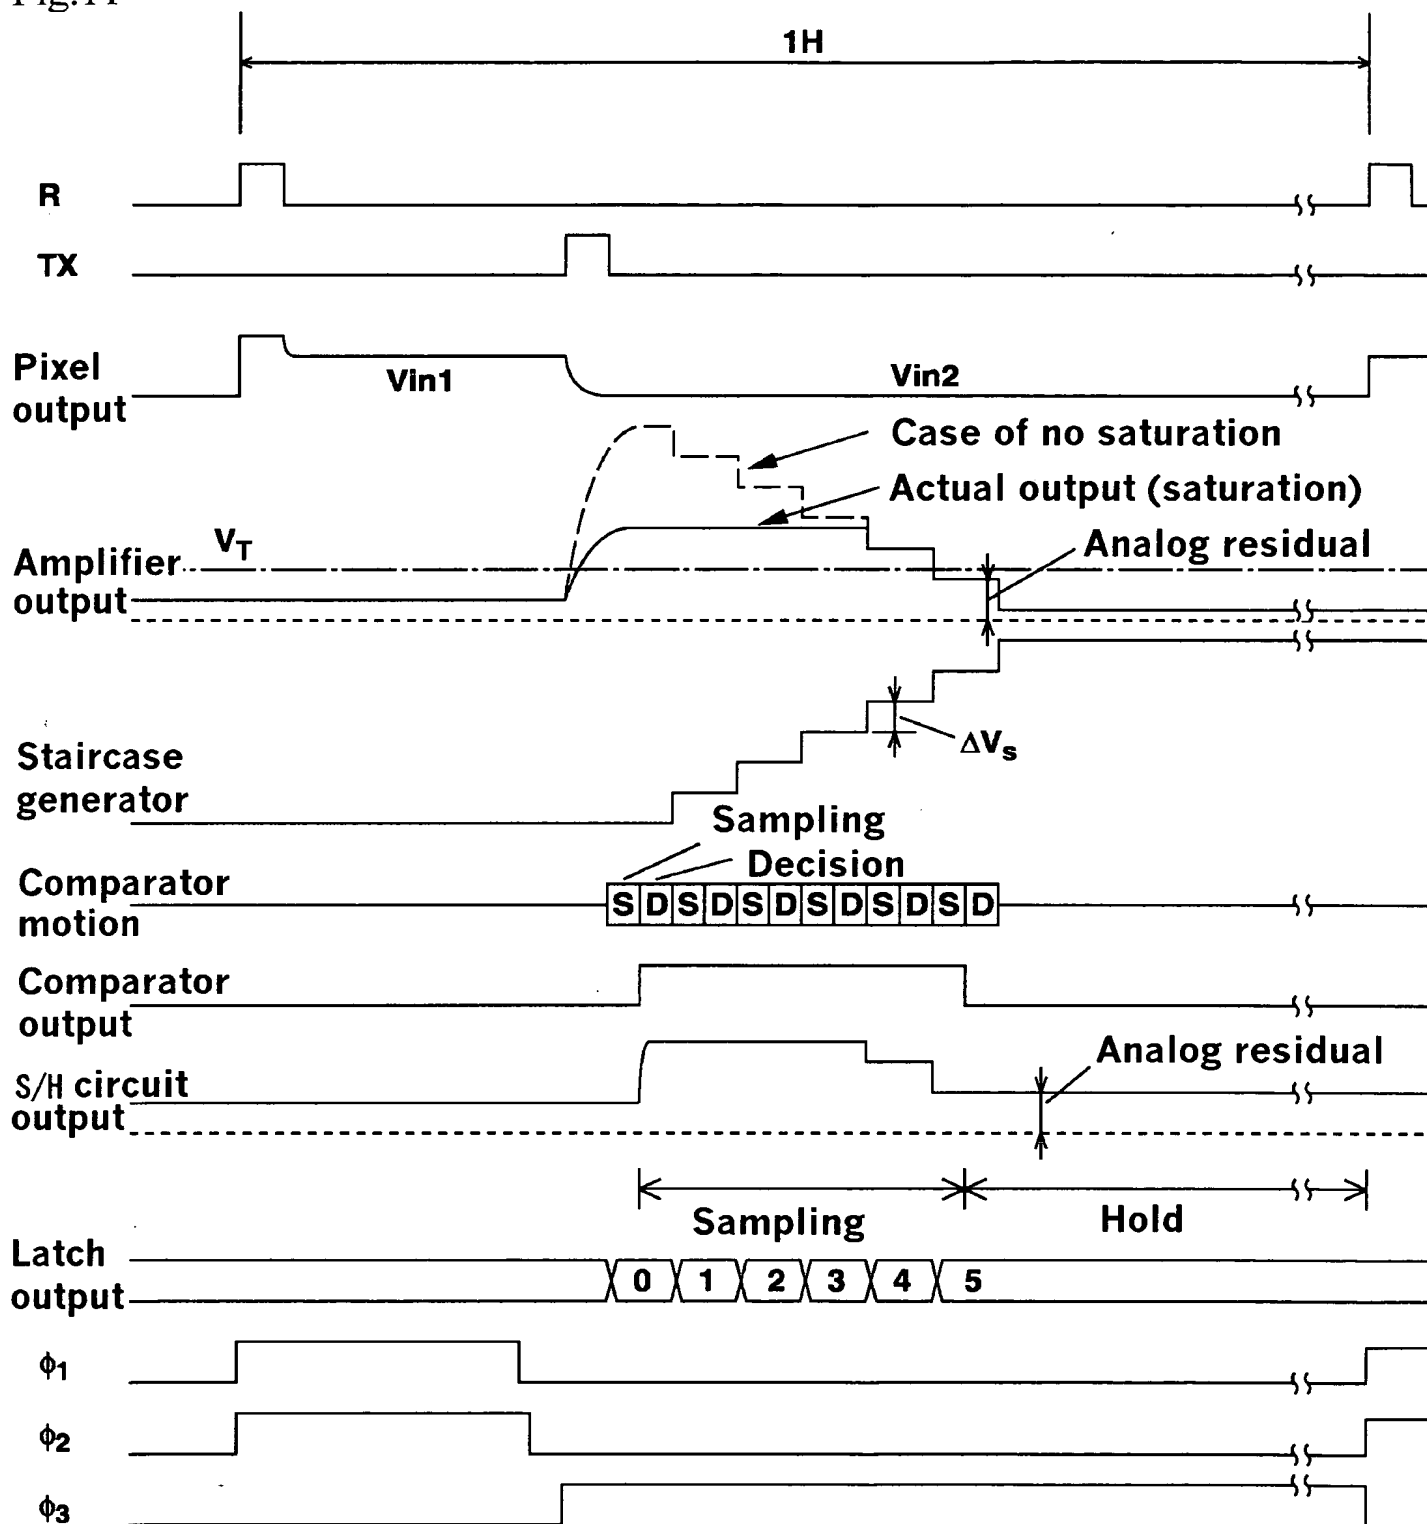 1H
R
TX
Pixel
output
Vin1
Vin2
Case of no saturation
Actual output (saturation)
VT
Analog residual
Amplifier
output
ΔVs
Staircase
generator
Sampling
Decision
Comparator
motion
S D S D S D S D S D S D
Comparator
output
Analog residual
S/H circuit
output
Sampling
Hold
Latch
output
0 1 2 3 4 5
ϕ1
ϕ2
ϕ3